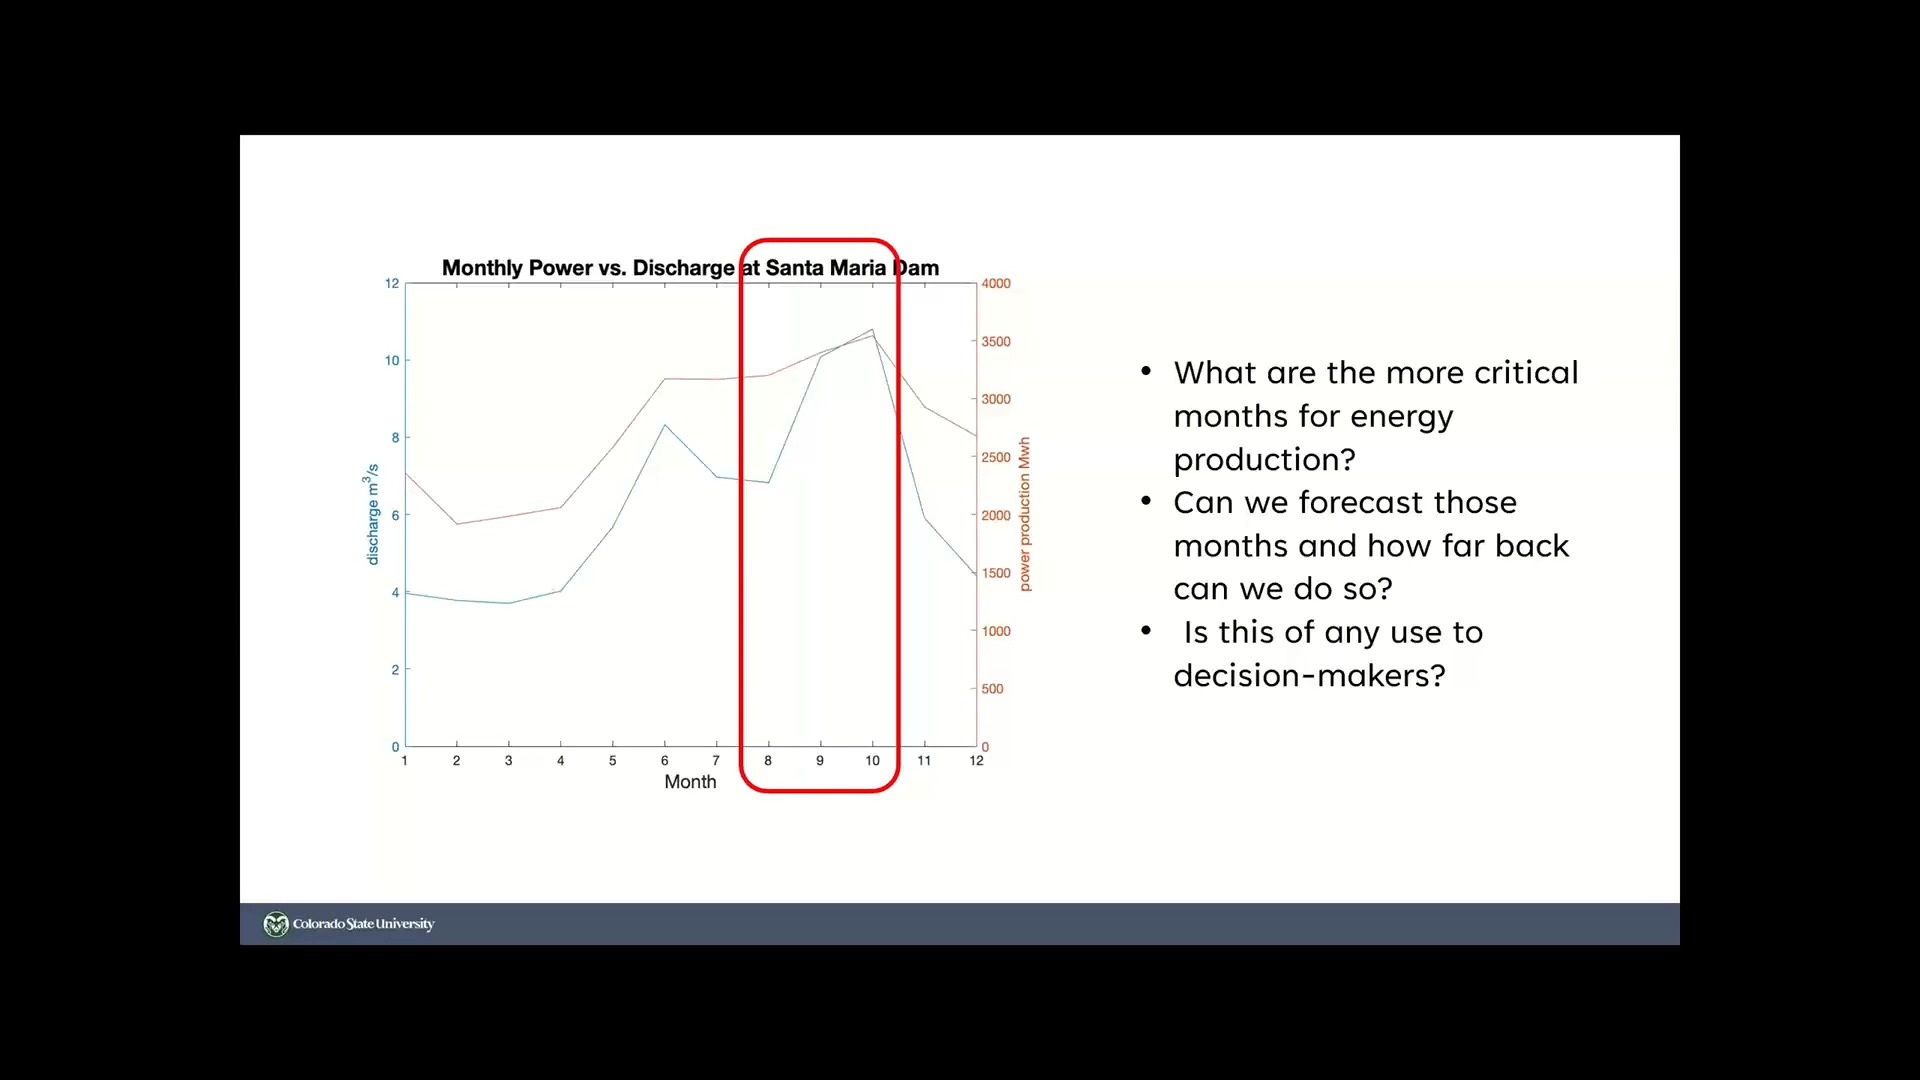 Monthly Power vs. Discharge at Santa Maria Dam
12
10
8
6
4
2
0
discharge m³/s
4000
3500
3000
2500
2000
1500
1000
500
0
power production Mwh
1 2 3 4 5 6 7 8 9 10 11 12
Month
• What are the more critical
months for energy
production?
• Can we forecast those
months and how far back
can we do so?
• Is this of any use to
decision-makers?
Colorado State University